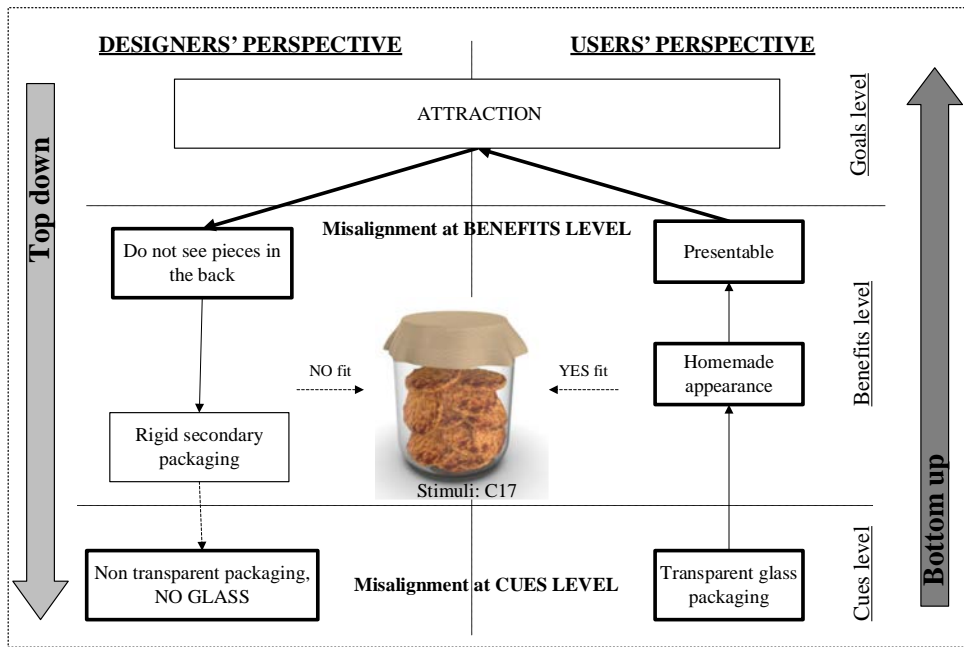 DESIGNERS' PERSPECTIVE
USERS' PERSPECTIVE
ATTRACTION
Goals level
Top down
Misalignment at BENEFITS LEVEL
Do not see pieces in
the back
Presentable
NO fit
YES fit
Homemade
appearance
Benefits level
Rigid secondary
packaging
Stimuli: C17
Non transparent packaging,
NO GLASS
Misalignment at CUES LEVEL
Transparent glass
packaging
Cues level
Bottom up